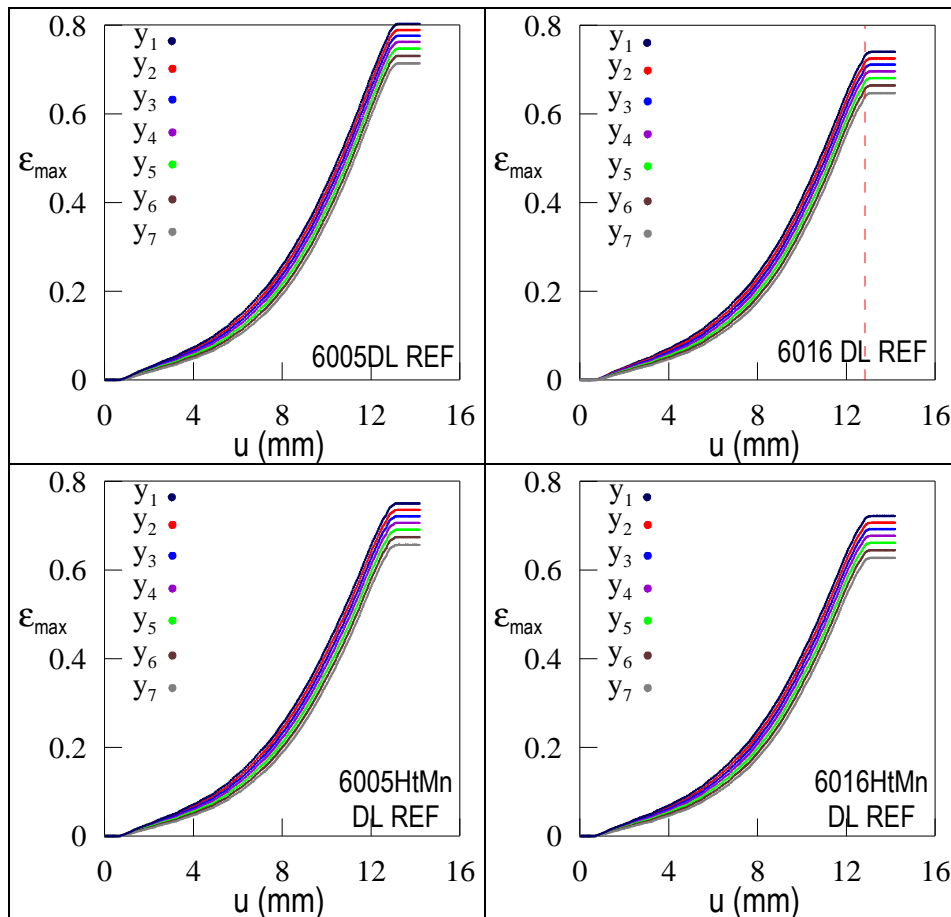 0.8
y₁
y₂
y₃
0.6
y₄
εmax
y₅
y₆
0.4
y₇
0.2
6005DL REF
0
0 4 8 12 16
u (mm)
0.8
y₁
y₂
y₃
0.6
y₄
εmax
y₅
y₆
0.4
y₇
0.2
6016 DL REF
0
0 4 8 12 16
u (mm)
0.8
y₁
y₂
y₃
0.6
y₄
εmax
y₅
y₆
0.4
y₇
0.2
6005HtMn
DL REF
0
0 4 8 12 16
u (mm)
0.8
y₁
y₂
y₃
0.6
y₄
εmax
y₅
y₆
0.4
y₇
0.2
6016HtMn
DL REF
0
0 4 8 12 16
u (mm)